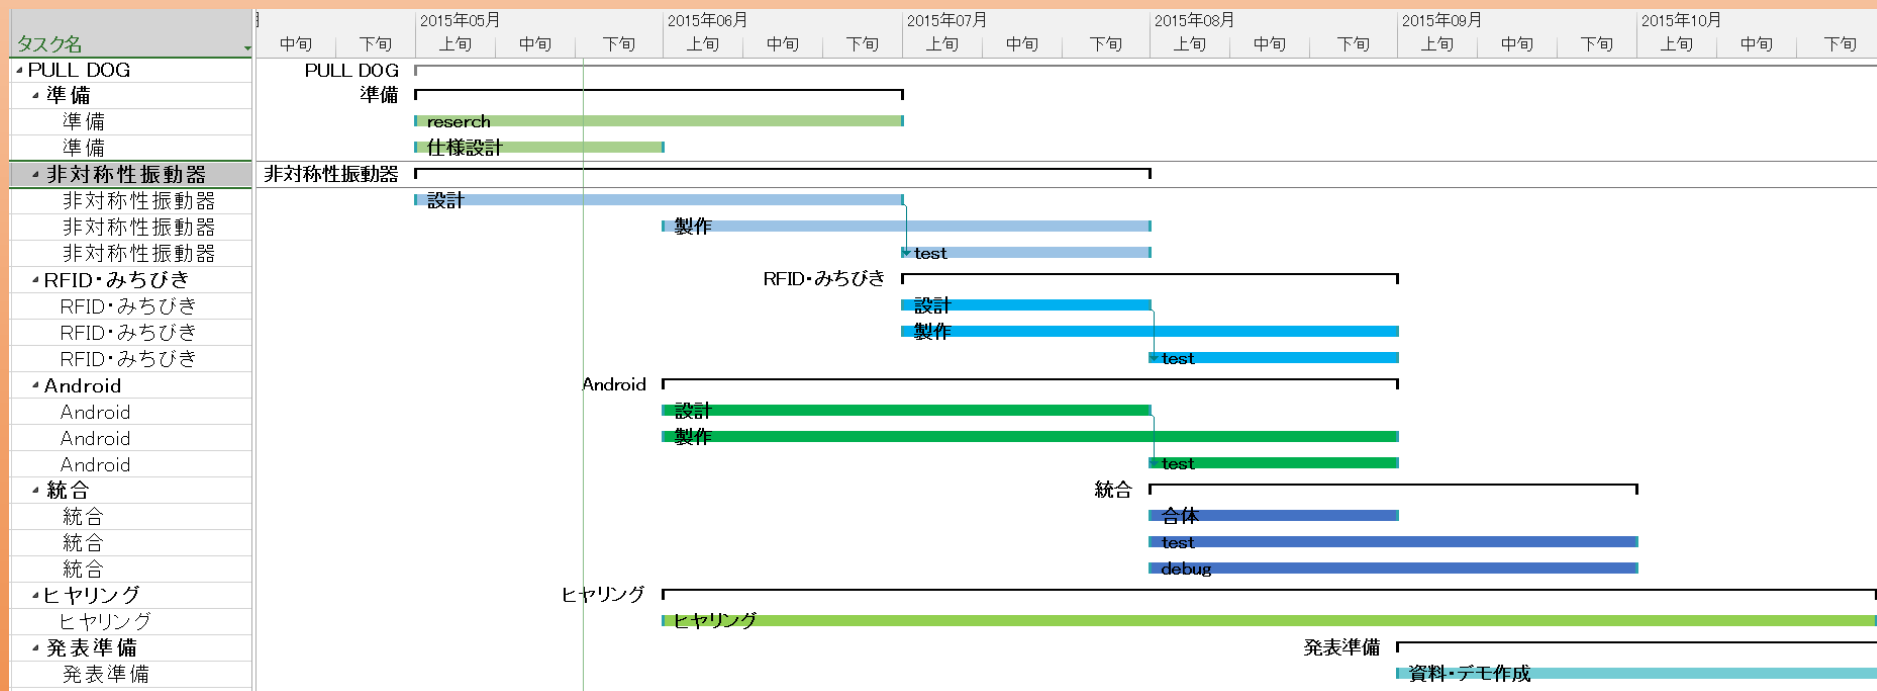 2015年05月 2015年06月 2015年07月 2015年08月 2015年09月 2015年10月
タスク名 中旬 下旬 上旬 中旬 下旬 上旬 中旬 下旬 上旬 中旬 下旬 上旬 中旬 下旬 上旬 中旬 下旬 上旬 中旬 下旬
PULL DOG PULL DOG
準備 準備
準備 reserch
準備 仕様設計
非対称性振動器 非対称性振動器
非対称性振動器 設計
非対称性振動器 製作
非対称性振動器 test
RFID・みちびき RFID・みちびき
RFID・みちびき 設計
RFID・みちびき 製作
RFID・みちびき test
Android Android
Android 設計
Android 製作
Android test
統合 統合
統合 合体
統合 test
統合 debug
ヒヤリング ヒヤリング
ヒヤリング ヒヤリング
発表準備 発表準備
発表準備 資料・デモ作成